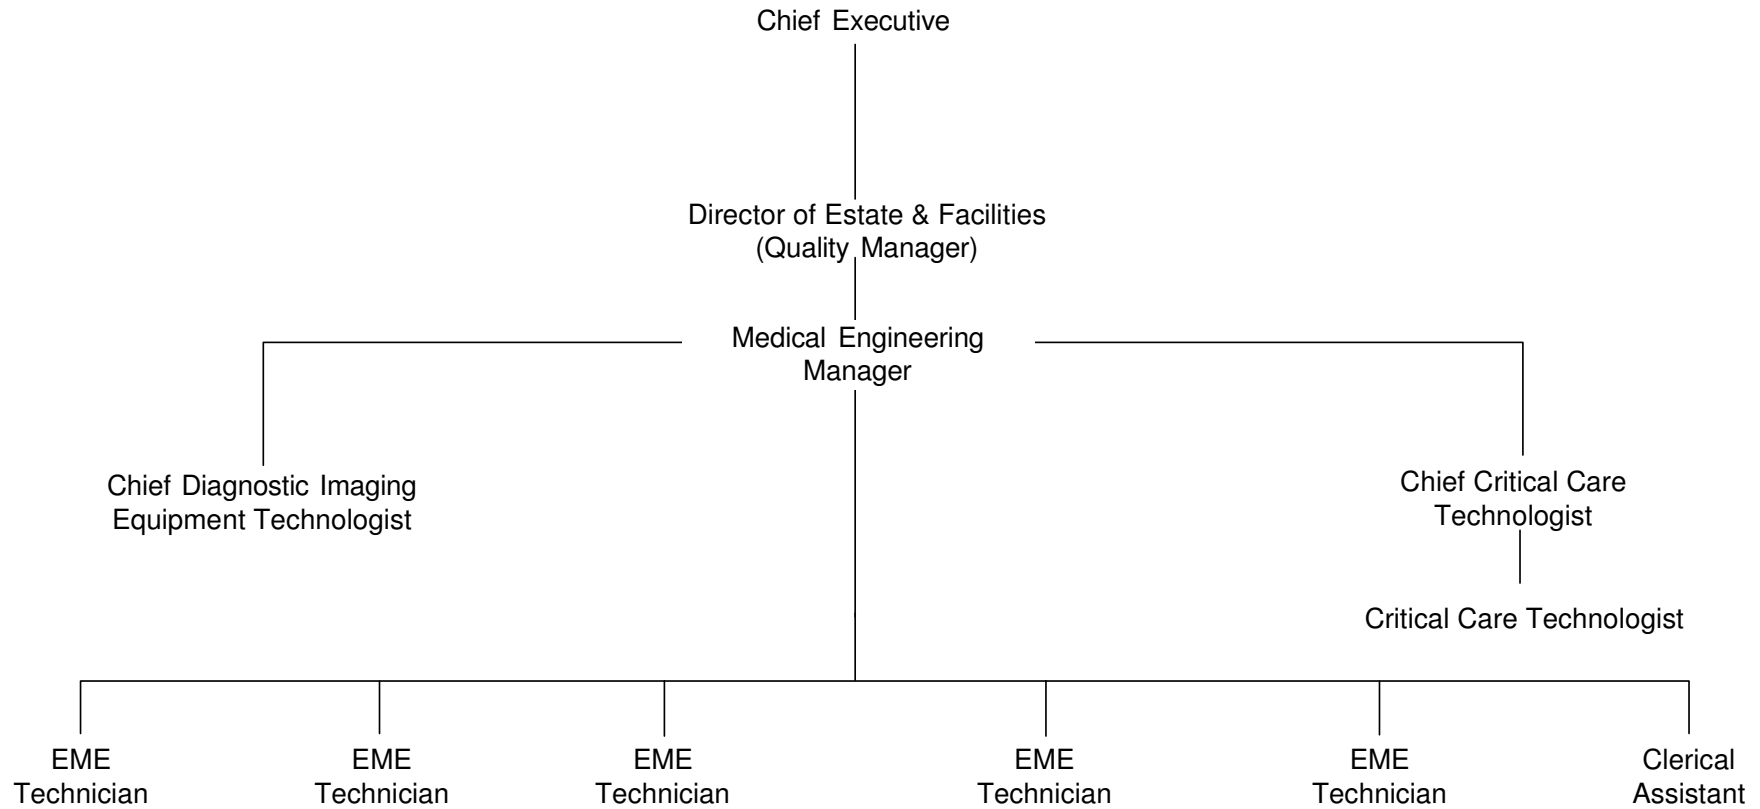 Chief Executive
Director of Estate & Facilities
(Quality Manager)
Medical Engineering
Manager
Chief Diagnostic Imaging
Equipment Technologist
Chief Critical Care
Technologist
Critical Care Technologist
EME
Technician
EME
Technician
EME
Technician
EME
Technician
EME
Technician
Clerical
Assistant